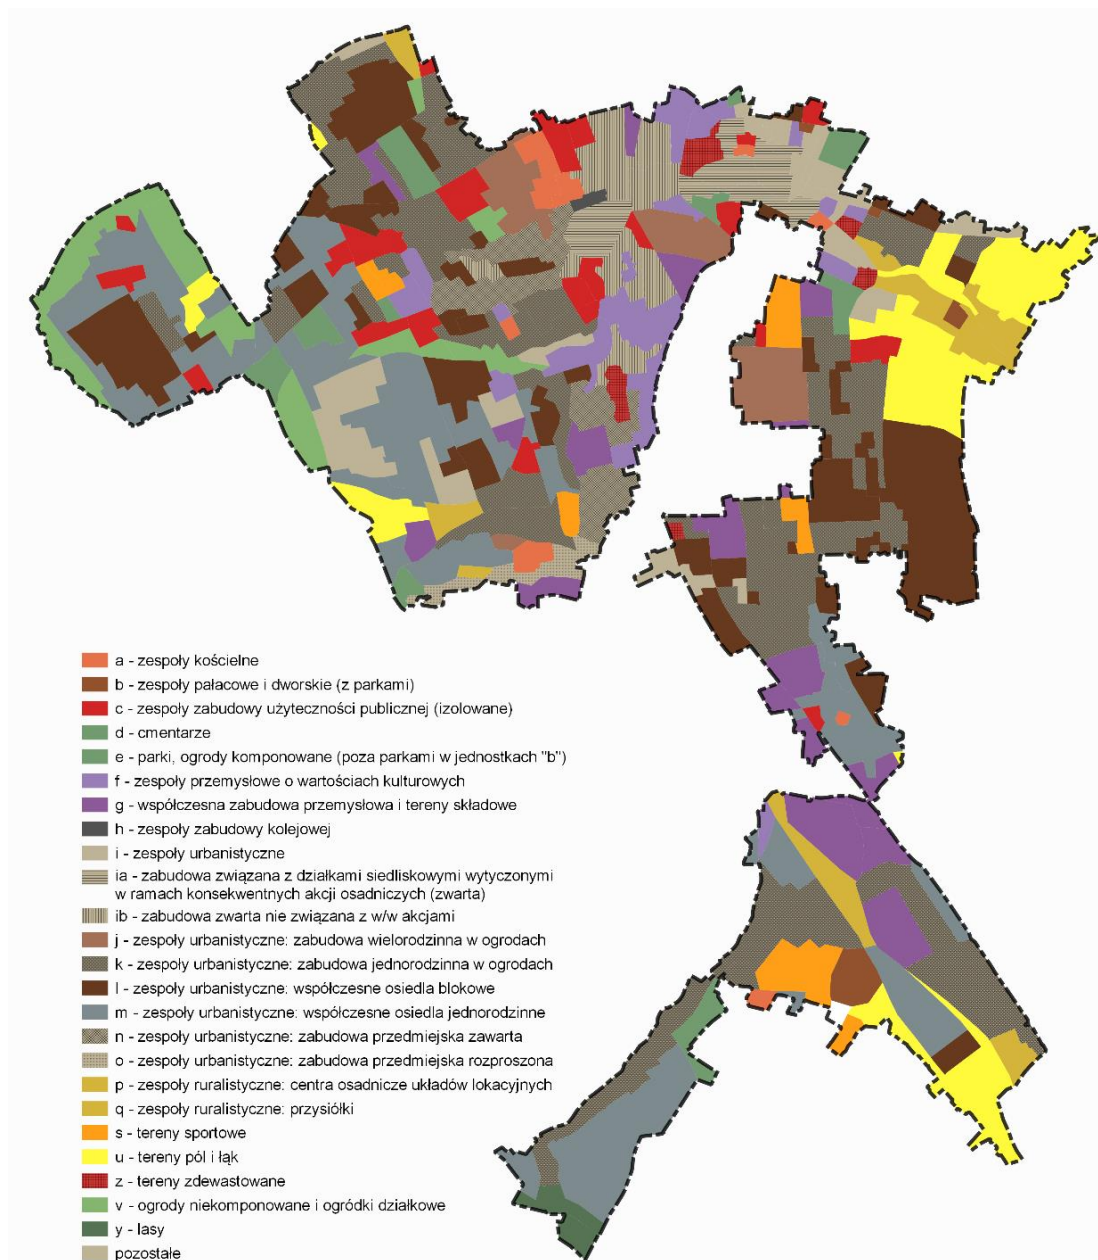 a - zespoły kościelne
b - zespoły pałacowe i dworskie (z parkami)
c - zespoły zabudowy użyteczności publicznej (izolowane)
d - cmentarze
e - parki, ogrody komponowane (poza parkami w jednostkach "b")
f - zespoły przemysłowe o wartościach kulturowych
g - współczesna zabudowa przemysłowa i tereny składowe
h - zespoły zabudowy kolejowej
i - zespoły urbanistyczne
ia - zabudowa związana z działkami siedliskowymi wytyczonymi
w ramach konsekwentnych akcji osadniczych (zwarta)
ib - zabudowa zwarta nie związana z w/w akcjami
j - zespoły urbanistyczne: zabudowa wielorodzinna w ogrodach
k - zespoły urbanistyczne: zabudowa jednorodzinna w ogrodach
l - zespoły urbanistyczne: współczesne osiedla blokowe
m - zespoły urbanistyczne: współczesne osiedla jednorodzinne
n - zespoły urbanistyczne: zabudowa przedmiejska zawarta
o - zespoły urbanistyczne: zabudowa przedmiejska rozproszona
p - zespoły ruralistyczne: centra osadnicze układów lokacyjnych
q - zespoły ruralistyczne: przysiółki
s - tereny sportowe
u - tereny pól i łąk
z - tereny zdewastowane
v - ogrody niekomponowane i ogródki działkowe
y - lasy
pozostałe